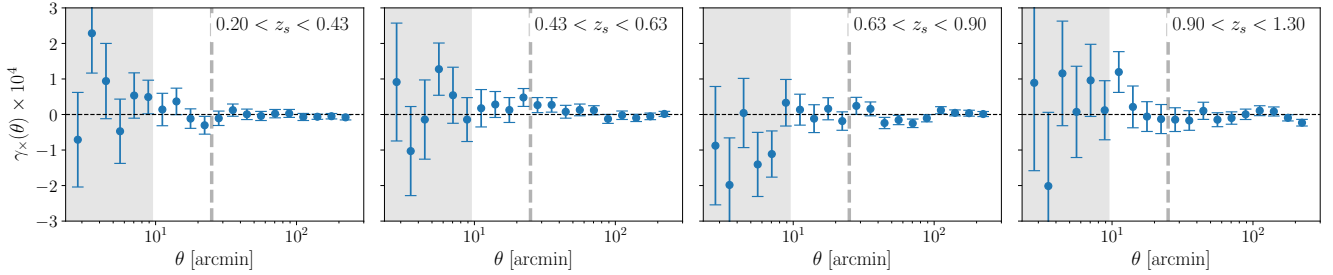 0.20 < z_s < 0.43
0.43 < z_s < 0.63
0.63 < z_s < 0.90
0.90 < z_s < 1.30
γ_×(θ) × 10^4
3
2
1
0
−1
−2
−3
10^1
10^2
10^1
10^2
10^1
10^2
10^1
10^2
θ [arcmin]
θ [arcmin]
θ [arcmin]
θ [arcmin]